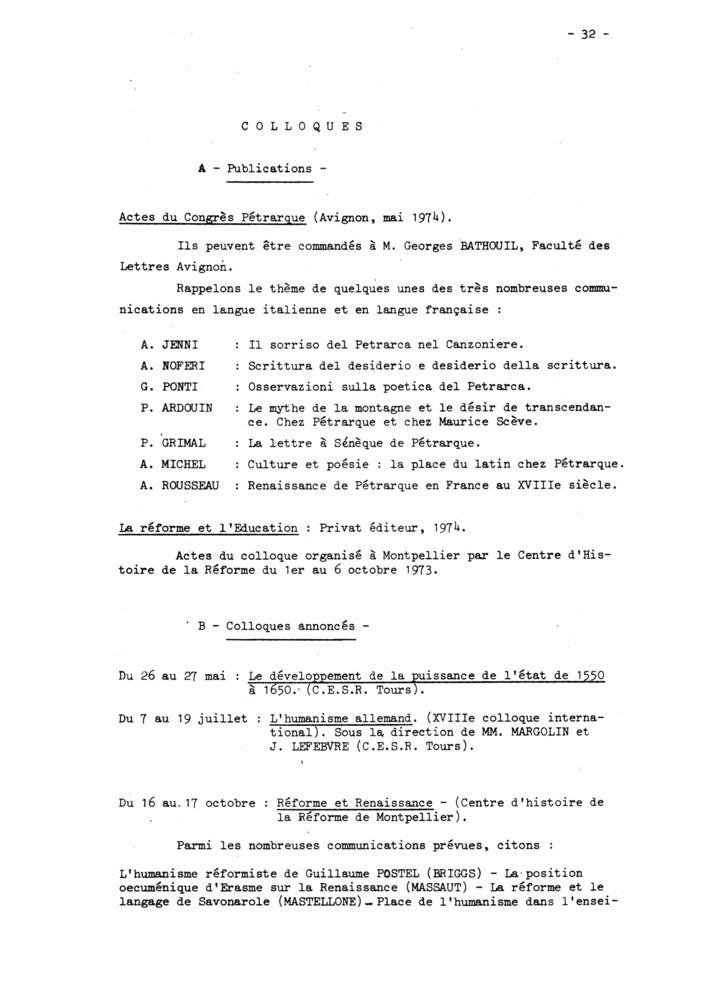 - 32 -
C O L L O Q U E S
A - Publications -
Actes du Congrès Pétrarque (Avignon, mai 1974).
Ils peuvent être commandés à M. Georges BATHOUIL, Faculté des
Lettres Avignon.
Rappelons le thème de quelques unes des très nombreuses commu-
nications en langue italienne et en langue française :
A. JENNI : Il sorriso del Petrarca nel Canzoniere.
A. NOFERI : Scrittura del desiderio e desiderio della scrittura.
G. PONTI : Osservazioni sulla poetica del Petrarca.
P. ARDOUIN : Le mythe de la montagne et le désir de transcendan-
ce. Chez Pétrarque et chez Maurice Scève.
P. GRIMAL : La lettre à Sénèque de Pétrarque.
A. MICHEL : Culture et poésie : la place du latin chez Pétrarque.
A. ROUSSEAU : Renaissance de Pétrarque en France au XVIIIe siècle.
La réforme et l'Education : Privat éditeur, 1974.
Actes du colloque organisé à Montpellier par le Centre d'His-
toire de la Réforme du 1er au 6 octobre 1973.
B - Colloques annoncés -
Du 26 au 27 mai : Le développement de la puissance de l'état de 1550
à 1650. (C.E.S.R. Tours).
Du 7 au 19 juillet : L'humanisme allemand. (XVIIIe colloque interna-
tional). Sous la direction de MM. MARGOLIN et
J. LEFEBVRE (C.E.S.R. Tours).
Du 16 au 17 octobre : Réforme et Renaissance - (Centre d'histoire de
la Réforme de Montpellier).
Parmi les nombreuses communications prévues, citons :
L'humanisme réformiste de Guillaume POSTEL (BRIGGS) - La position
oecuménique d'Erasme sur la Renaissance (MASSAUT) - La réforme et le
langage de Savonarole (MASTELLONE) - Place de l'humanisme dans l'ensei-